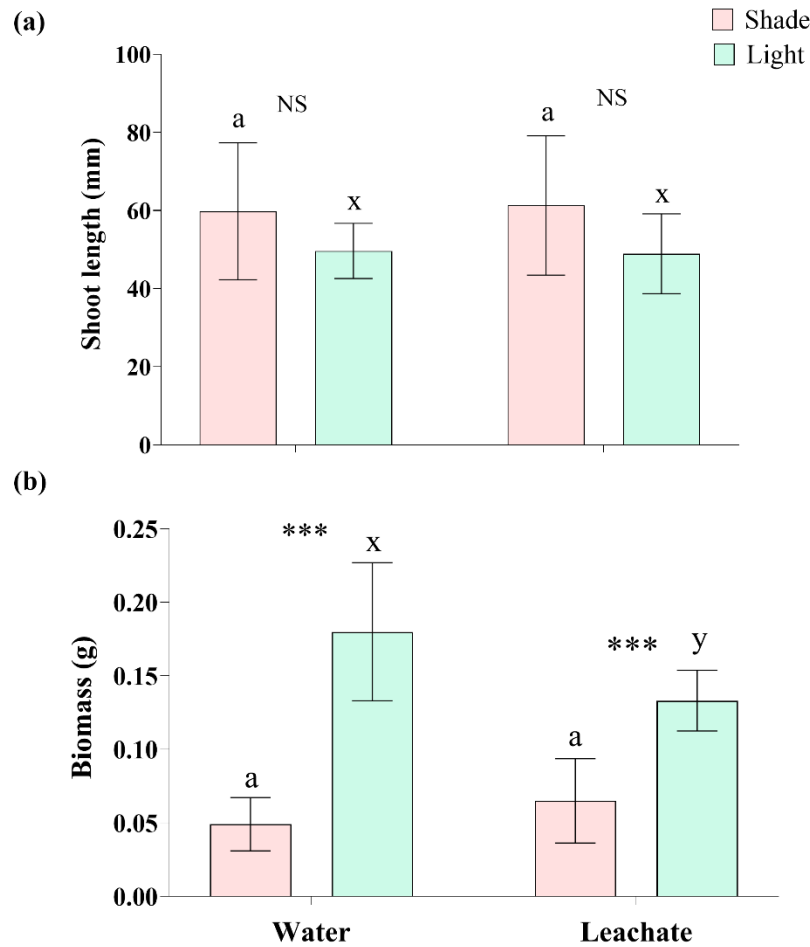 (a)
Shade
Light
Shoot length (mm)
100
80
60
40
20
0
a
NS
x
a
NS
x
(b)
Biomass (g)
0.25
0.20
0.15
0.10
0.05
0.00
a
***
x
a
***
y
Water
Leachate